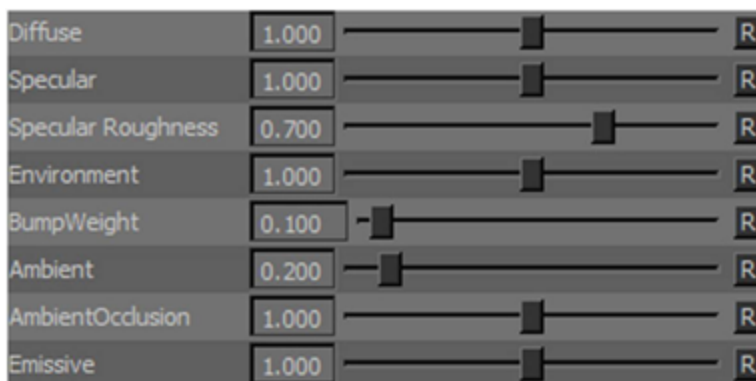 Diffuse 1.000 R
Specular 1.000 R
Specular Roughness 0.700 R
Environment 1.000 R
BumpWeight 0.100 R
Ambient 0.200 R
AmbientOcclusion 1.000 R
Emissive 1.000 R